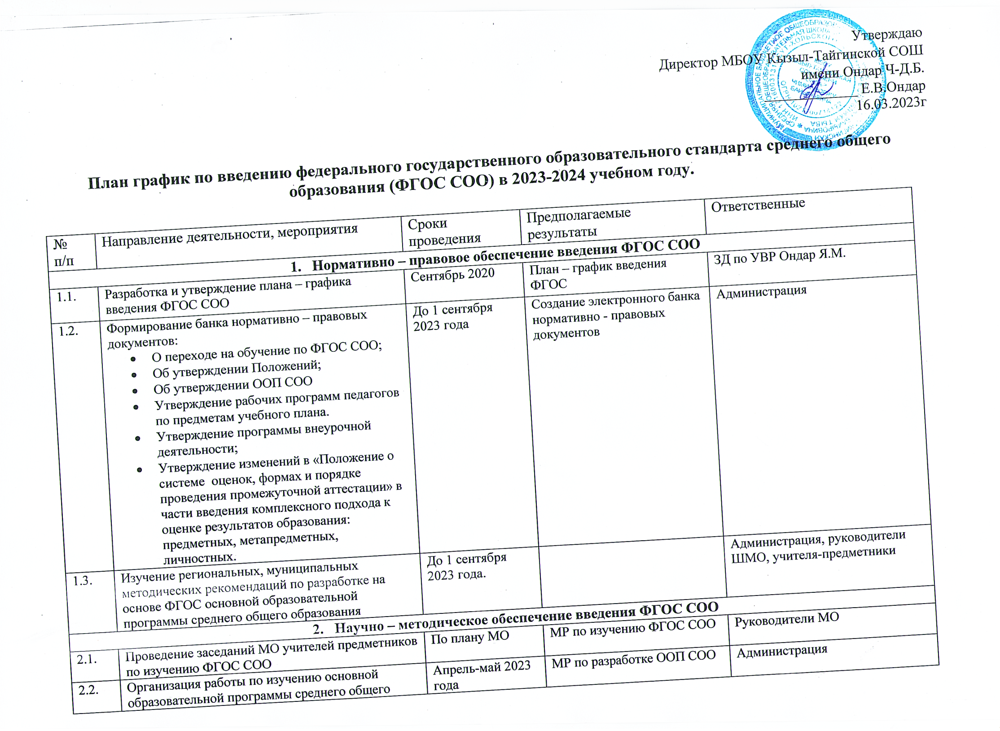 Утверждаю
Директор МБОУ Кызыл-Тайгинской СОШ
имени Ондар Ч-Д.Б.
Е.В.Ондар
16.03.2023г
План график по введению федерального государственного образовательного стандарта среднего общего
образования (ФГОС СОО) в 2023-2024 учебном году.
№
п/п
Направление деятельности, мероприятия
Сроки
проведения
Предполагаемые
результаты
Ответственные
1. Нормативно – правовое обеспечение введения ФГОС СОО
1.1.
Разработка и утверждение плана – графика
введения ФГОС СОО
Сентябрь 2020
План – график введения
ФГОС
ЗД по УВР Ондар Я.М.
1.2.
Формирование банка нормативно – правовых
документов:
• О переходе на обучение по ФГОС СОО;
• Об утверждении Положений;
• Об утверждении ООП СОО
• Утверждение рабочих программ педагогов
по предметам учебного плана.
• Утверждение программы внеурочной
деятельности;
• Утверждение изменений в «Положение о
системе оценок, формах и порядке
проведения промежуточной аттестации» в
части введения комплексного подхода к
оценке результатов образования:
предметных, метапредметных,
личностных.
До 1 сентября
2023 года
Создание электронного банка
нормативно - правовых
документов
Администрация
1.3.
Изучение региональных, муниципальных
методических рекомендаций по разработке на
основе ФГОС основной образовательной
программы среднего общего образования
До 1 сентября
2023 года.
Администрация, руководители
ШМО, учителя-предметники
2. Научно – методическое обеспечение введения ФГОС СОО
2.1.
Проведение заседаний МО учителей предметников
по изучению ФГОС СОО
По плану МО
МР по изучению ФГОС СОО
Руководители МО
2.2.
Организация работы по изучению основной
образовательной программы среднего общего
Апрель-май 2023
года
МР по разработке ООП СОО
Администрация